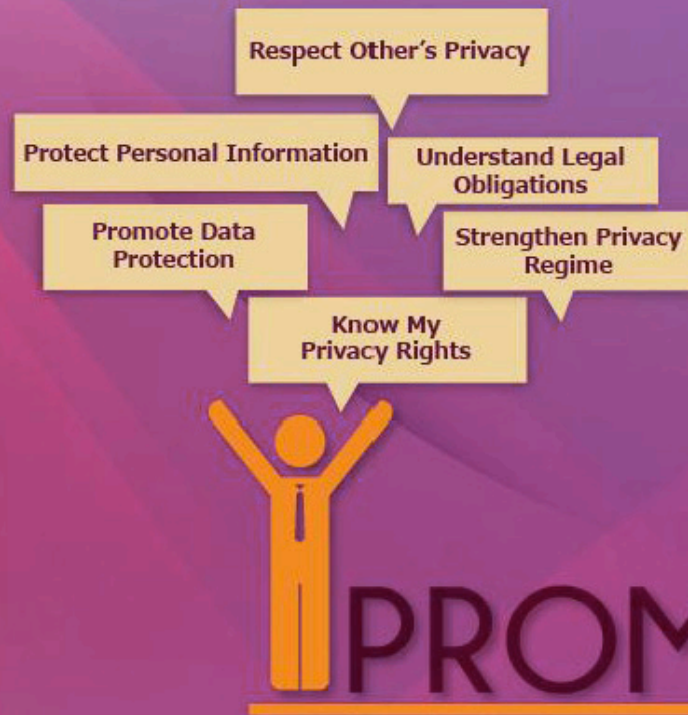 Respect Other's Privacy
Protect Personal Information
Understand Legal
Obligations
Promote Data
Protection
Strengthen Privacy
Regime
Know My
Privacy Rights
PROM